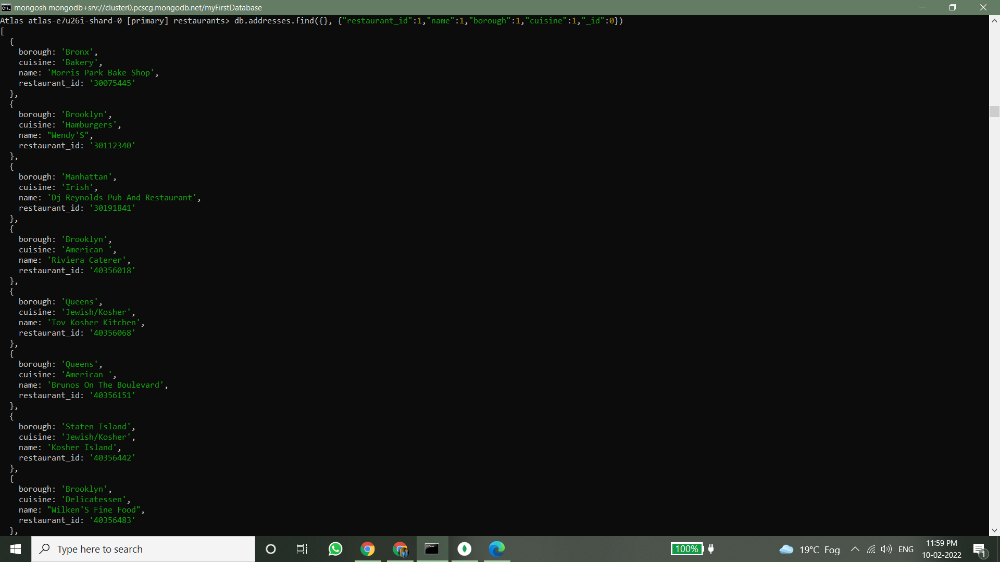 mongosh mongodb+srv://cluster0.pcscg.mongodb.net/myFirstDatabase
Atlas atlas-e7u26i-shard-0 [primary] restaurants> db.addresses.find({}, {"restaurant_id":1,"name":1,"borough":1,"cuisine":1,"_id":0})
[
  {
    borough: 'Bronx',
    cuisine: 'Bakery',
    name: 'Morris Park Bake Shop',
    restaurant_id: '30075445'
  },
  {
    borough: 'Brooklyn',
    cuisine: 'Hamburgers',
    name: "Wendy'S",
    restaurant_id: '30112340'
  },
  {
    borough: 'Manhattan',
    cuisine: 'Irish',
    name: 'Dj Reynolds Pub And Restaurant',
    restaurant_id: '30191841'
  },
  {
    borough: 'Brooklyn',
    cuisine: 'American ',
    name: 'Riviera Caterer',
    restaurant_id: '40356018'
  },
  {
    borough: 'Queens',
    cuisine: 'Jewish/Kosher',
    name: 'Tov Kosher Kitchen',
    restaurant_id: '40356068'
  },
  {
    borough: 'Queens',
    cuisine: 'American ',
    name: 'Brunos On The Boulevard',
    restaurant_id: '40356151'
  },
  {
    borough: 'Staten Island',
    cuisine: 'Jewish/Kosher',
    name: 'Kosher Island',
    restaurant_id: '40356442'
  },
  {
    borough: 'Brooklyn',
    cuisine: 'Delicatessen',
    name: "Wilken'S Fine Food",
    restaurant_id: '40356483'
  },
Type here to search
100%
19°C Fog
ENG
11:59 PM
10-02-2022
1